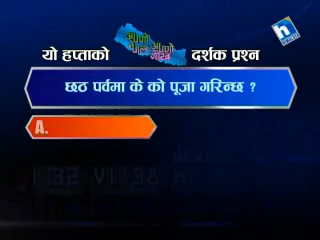 h
यो हप्ताको
दर्शक प्रश्न
छठ पर्वमा के को पूजा गरिन्छ ?
A.